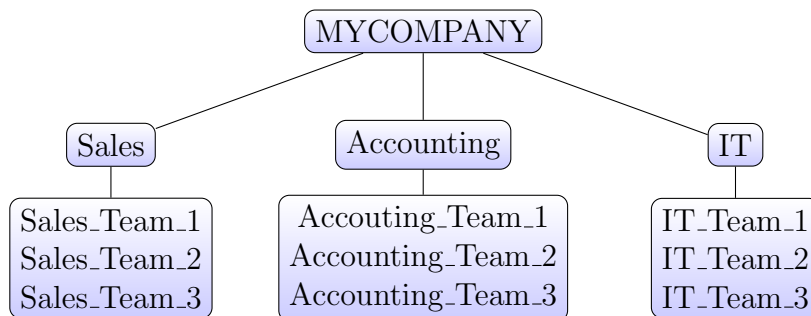 MYCOMPANY
Sales
Accounting
IT
Sales_Team_1
Sales_Team_2
Sales_Team_3
Accouting_Team_1
Accounting_Team_2
Accounting_Team_3
IT_Team_1
IT_Team_2
IT_Team_3